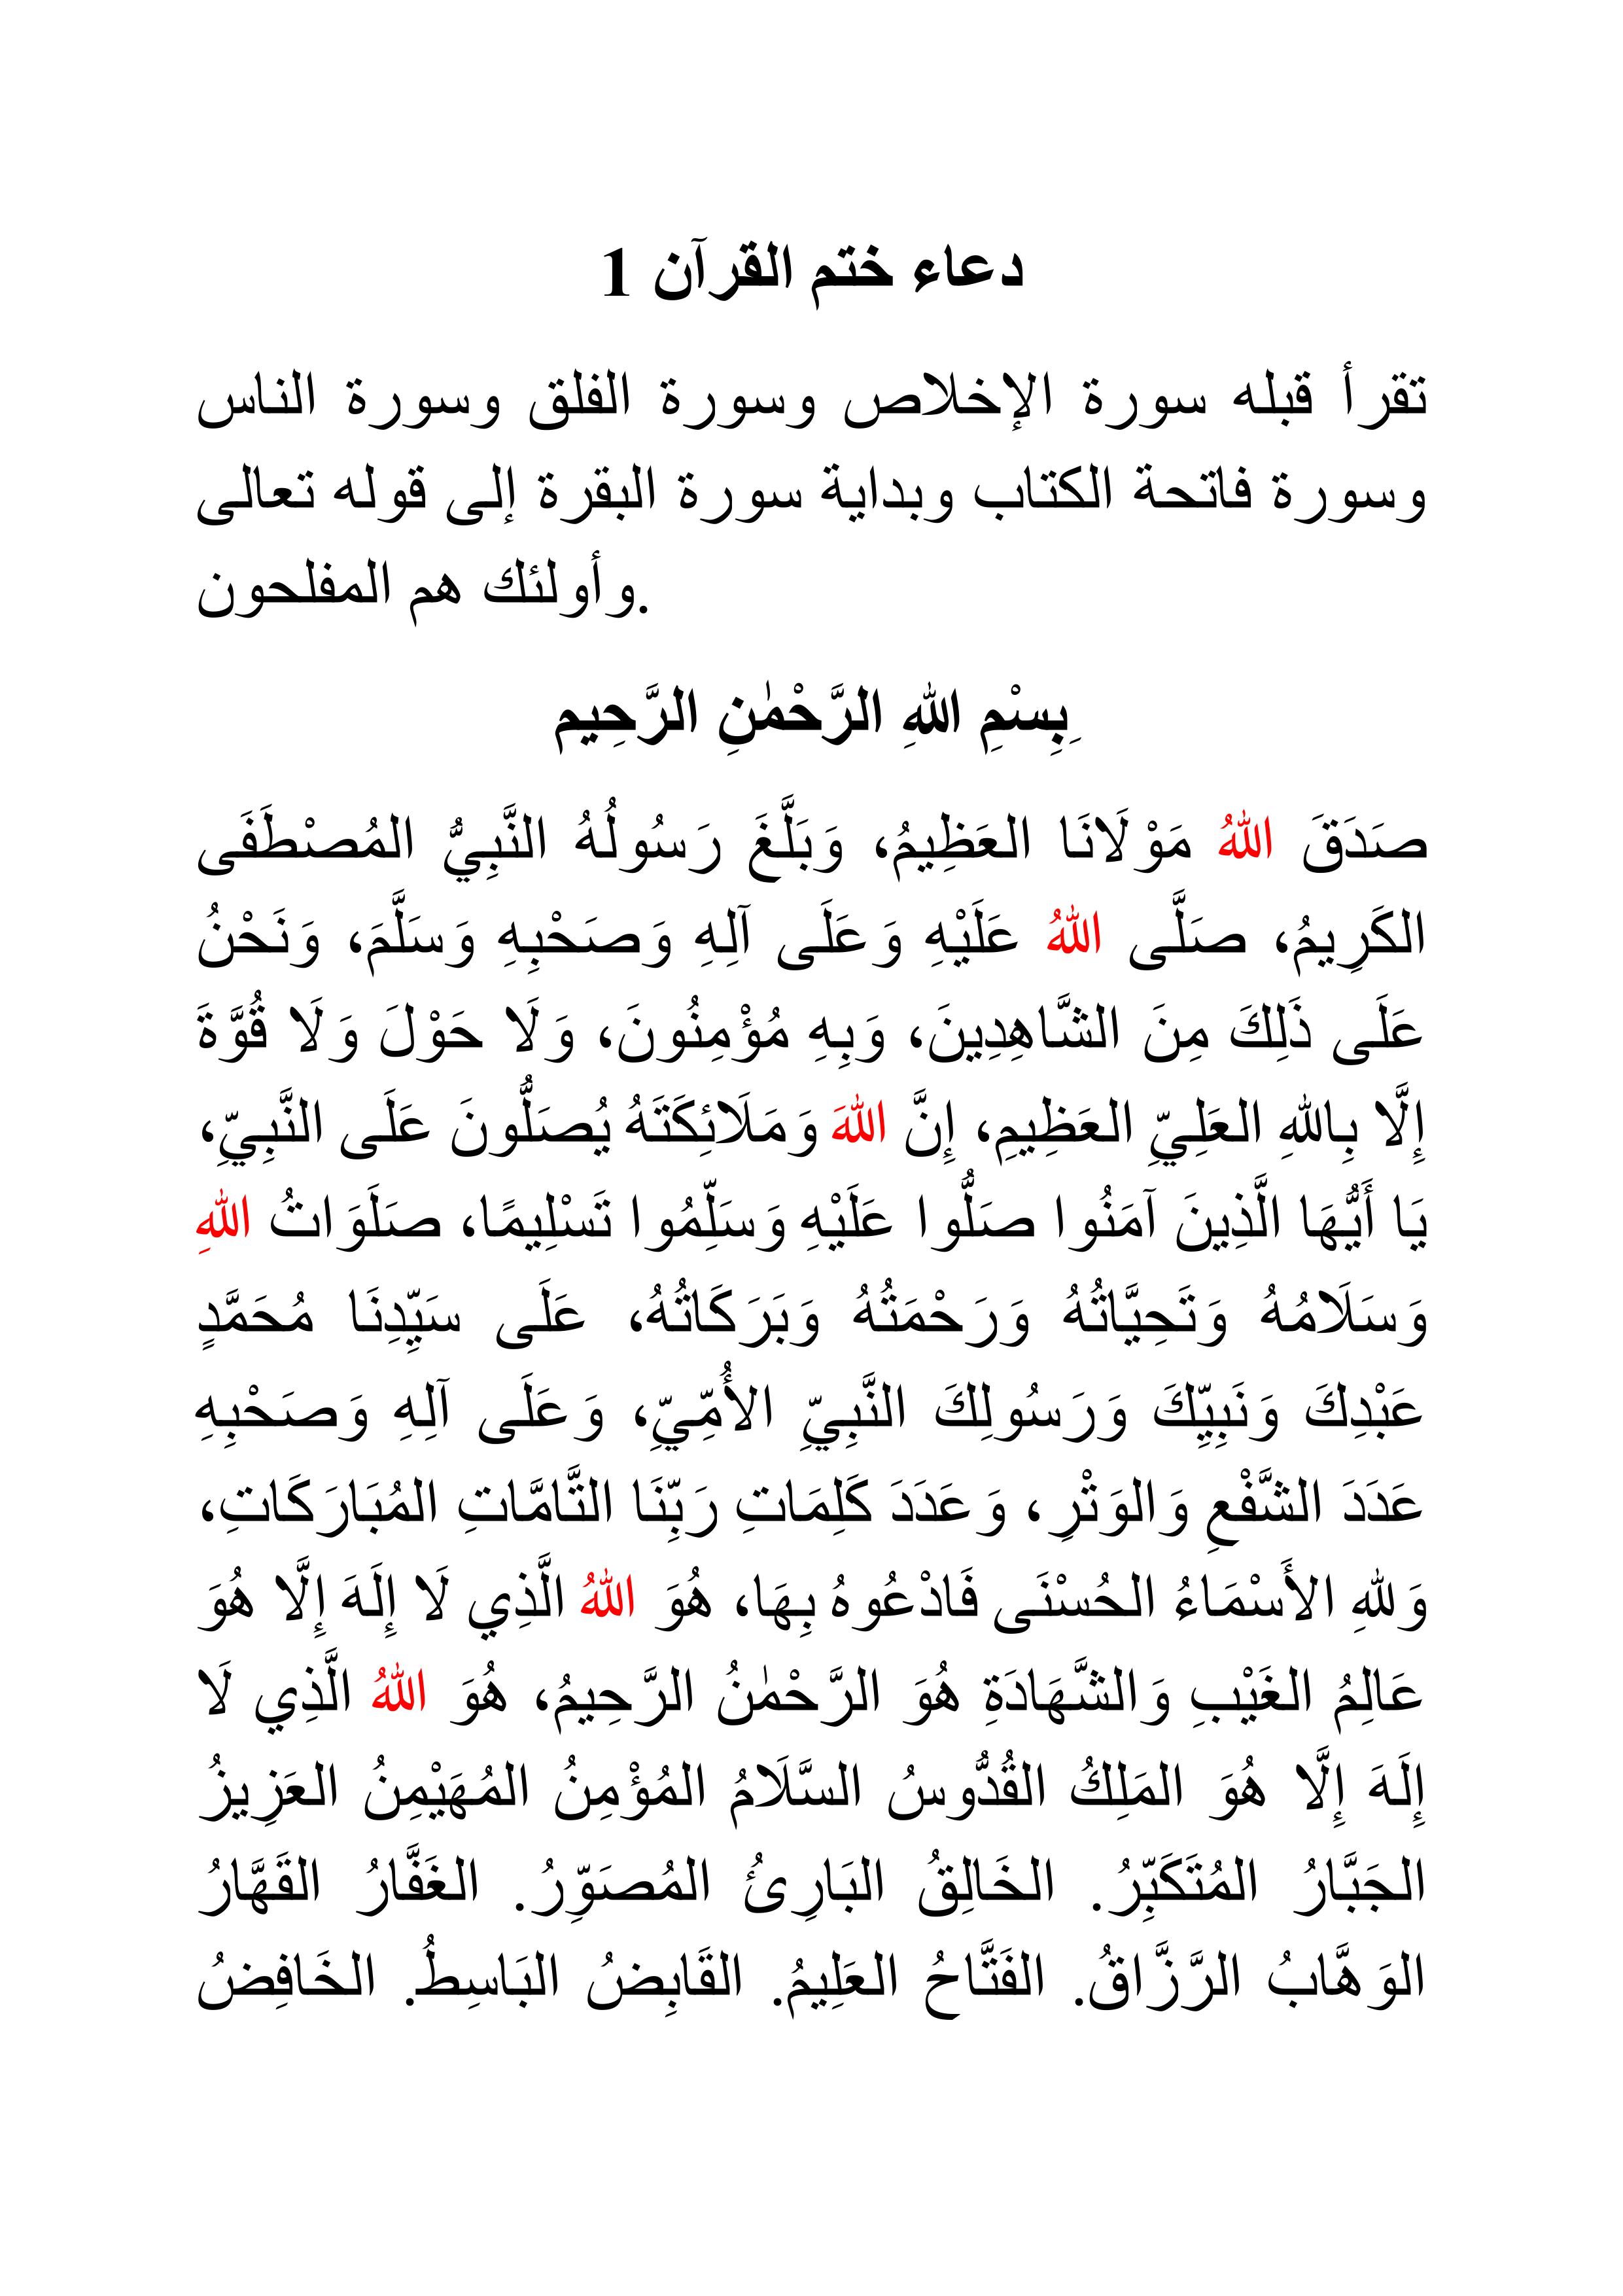 دعاء ختم القرآن 1
تقرأ قبله سورة الإخلاص وسورة الفلق وسورة الناس
وسورة فاتحة الكتاب وبداية سورة البقرة إلى قوله تعالى
وأولئك هم المفلحون.
بِسْمِ اللهِ الرَّحْمٰنِ الرَّحِيم
صَدَقَ اللهُ مَوْلَانَا العَظِيمُ، وَبَلَّغَ رَسُولُهُ النَّبِيُّ المُصْطَفَى
الكَرِيمُ، صَلَّى اللهُ عَلَيْهِ وَعَلَى آلِهِ وَصَحْبِهِ وَسَلَّمَ، وَنَحْنُ
عَلَى ذَلِكَ مِنَ الشَّاهِدِينَ، وَبِهِ مُؤْمِنُونَ، وَلَا حَوْلَ وَلَا قُوَّةَ
إِلَّا بِاللهِ العَلِيِّ العَظِيمِ، إِنَّ اللهَ وَمَلَائِكَتَهُ يُصَلُّونَ عَلَى النَّبِيِّ،
يَا أَيُّهَا الَّذِينَ آمَنُوا صَلُّوا عَلَيْهِ وَسَلِّمُوا تَسْلِيمًا، صَلَوَاتُ اللهِ
وَسَلَامُهُ وَتَحِيَّاتُهُ وَرَحْمَتُهُ وَبَرَكَاتُهُ، عَلَى سَيِّدِنَا مُحَمَّدٍ
عَبْدِكَ وَنَبِيِّكَ وَرَسُولِكَ النَّبِيِّ الأُمِّيِّ، وَعَلَى آلِهِ وَصَحْبِهِ
عَدَدَ الشَّفْعِ وَالوَتْرِ، وَعَدَدَ كَلِمَاتِ رَبِّنَا التَّامَّاتِ المُبَارَكَاتِ،
وَللهِ الأَسْمَاءُ الحُسْنَى فَادْعُوهُ بِهَا، هُوَ اللهُ الَّذِي لَا إِلَهَ إِلَّا هُوَ
عَالِمُ الغَيْبِ وَالشَّهَادَةِ هُوَ الرَّحْمٰنُ الرَّحِيمُ، هُوَ اللهُ الَّذِي لَا
إِلَهَ إِلَّا هُوَ المَلِكُ القُدُّوسُ السَّلَامُ المُؤْمِنُ المُهَيْمِنُ العَزِيزُ
الجَبَّارُ المُتَكَبِّرُ. الخَالِقُ البَارِئُ المُصَوِّرُ. الغَفَّارُ القَهَّارُ
الوَهَّابُ الرَّزَّاقُ. الفَتَّاحُ العَلِيمُ. القَابِضُ البَاسِطُ. الخَافِضُ